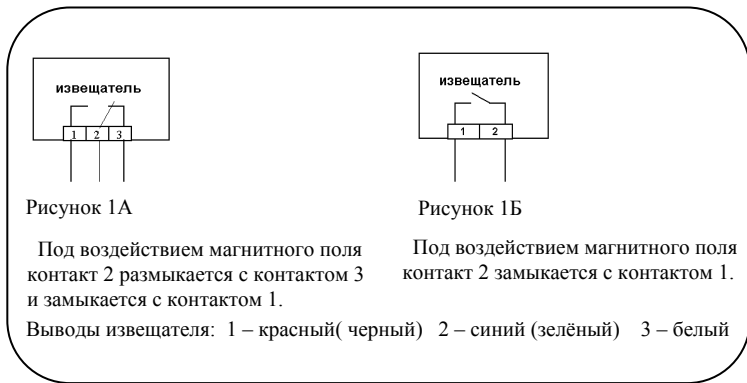 извещатель
1 2 3
извещатель
1 2
Рисунок 1А
Рисунок 1Б
Под воздействием магнитного поля
контакт 2 размыкается с контактом 3
и замыкается с контактом 1.
Под воздействием магнитного поля
контакт 2 замыкается с контактом 1.
Выводы извещателя: 1 – красный( черный) 2 – синий (зелёный) 3 – белый